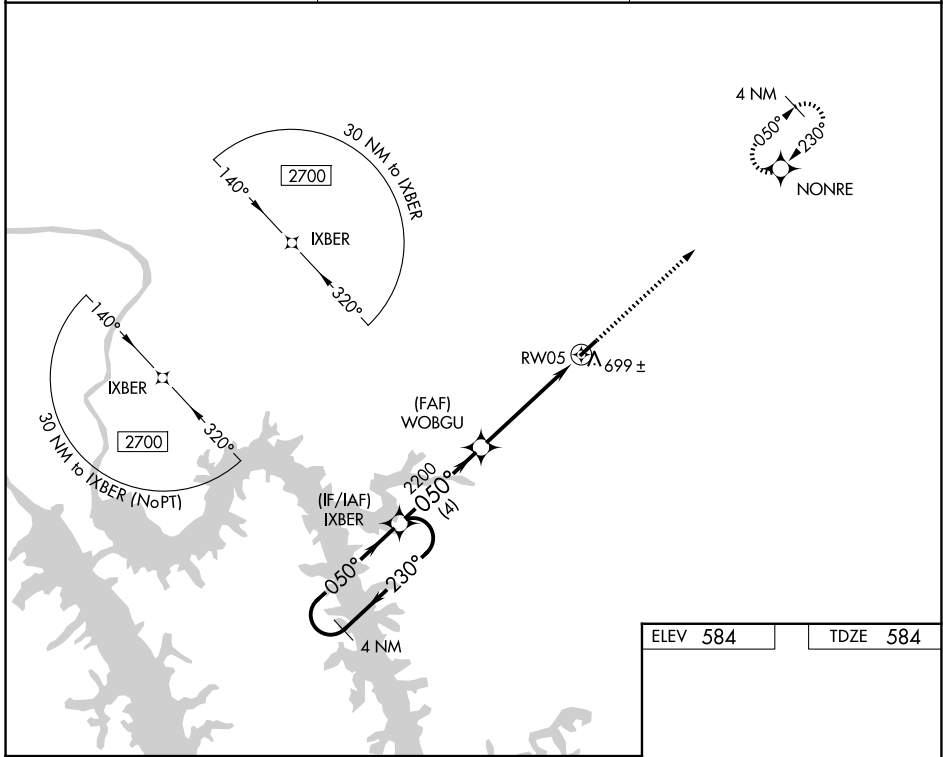 4 NM
050°
230°
NONRE
30 NM to IXBER
2700
140°
IXBER
320°
140°
IXBER
320°
2700
30 NM to IXBER (NoPT)
RW05
699 ±
(FAF)
WOBGU
2200
050°
(4)
(IF/IAF)
IXBER
050°
230°
4 NM
ELEV 584
TDZE 584